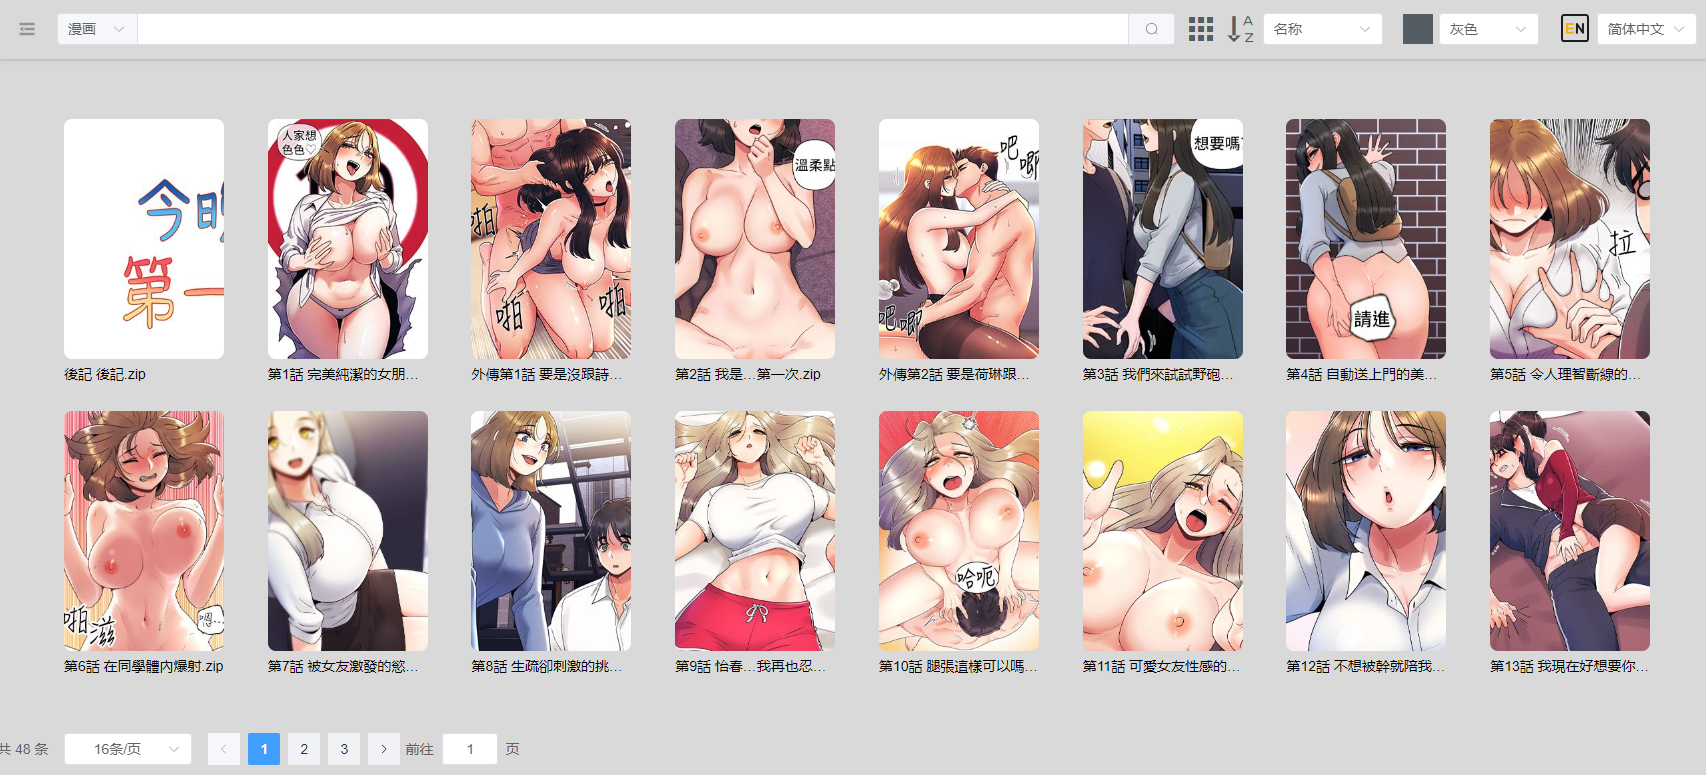 漫画
A
Z
名称
灰色
EN
简体中文
今明
第一
人家想
色色♡
啪
啪
啪
溫柔點
吧唧
吧唧
想要嗎?
請進
拉
後記 後記.zip
第1話 完美純潔的女朋...
外傳第1話 要是沒跟詩...
第2話 我是...第一次.zip
外傳第2話 要是荷琳跟...
第3話 我們來試試野砲...
第4話 自動送上門的美...
第5話 令人理智斷線的...
啪
滋
嗯...
哈呃
第6話 在同學體內爆射.zip
第7話 被女友激發的慾...
第8話 生疏卻刺激的挑...
第9話 怡春...我再也忍...
第10話 腿張這樣可以嗎...
第11話 可愛女友性感的...
第12話 不想被幹就陪我...
第13話 我現在好想要你...
共 48 条
16条/页
1
2
3
前往
1
页